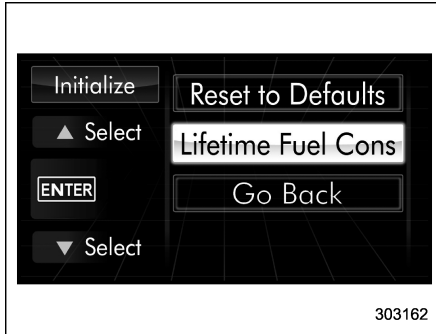 Initialize
▲ Select
ENTER
▼ Select
Reset to Defaults
Lifetime Fuel Cons
Go Back
303162